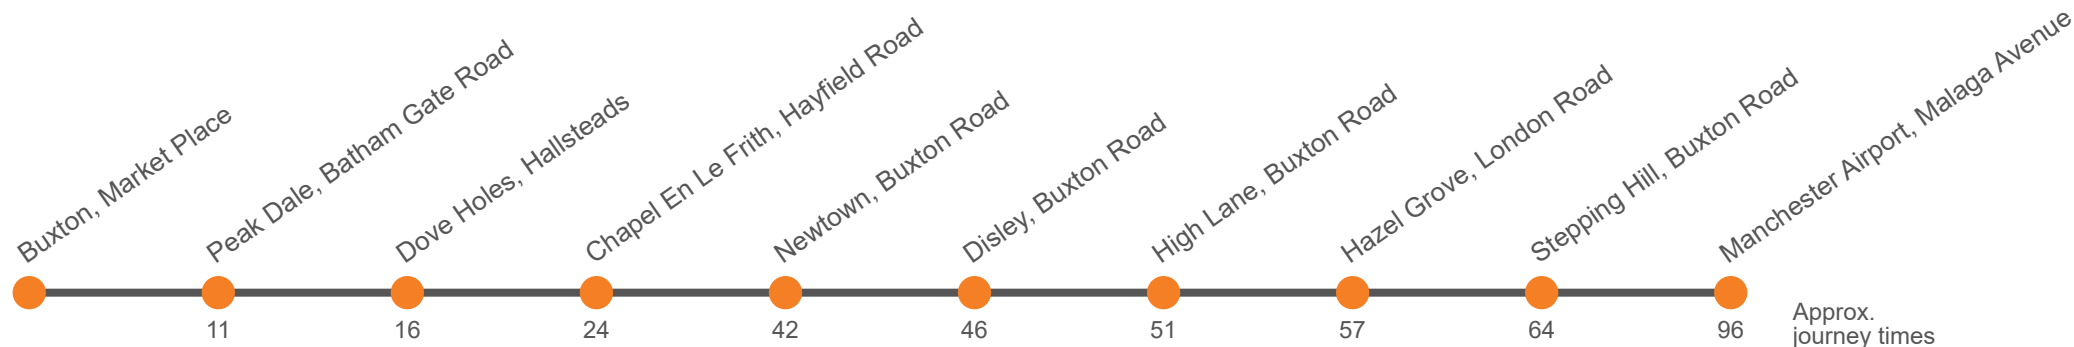 Buxton, Market Place
Peak Dale, Batham Gate Road
Dove Holes, Hallsteads
Chapel En Le Frith, Hayfield Road
Newtown, Buxton Road
Disley, Buxton Road
High Lane, Buxton Road
Hazel Grove, London Road
Stepping Hill, Buxton Road
Manchester Airport, Malaga Avenue
11
16
24
42
46
51
57
64
96
Approx.
journey times